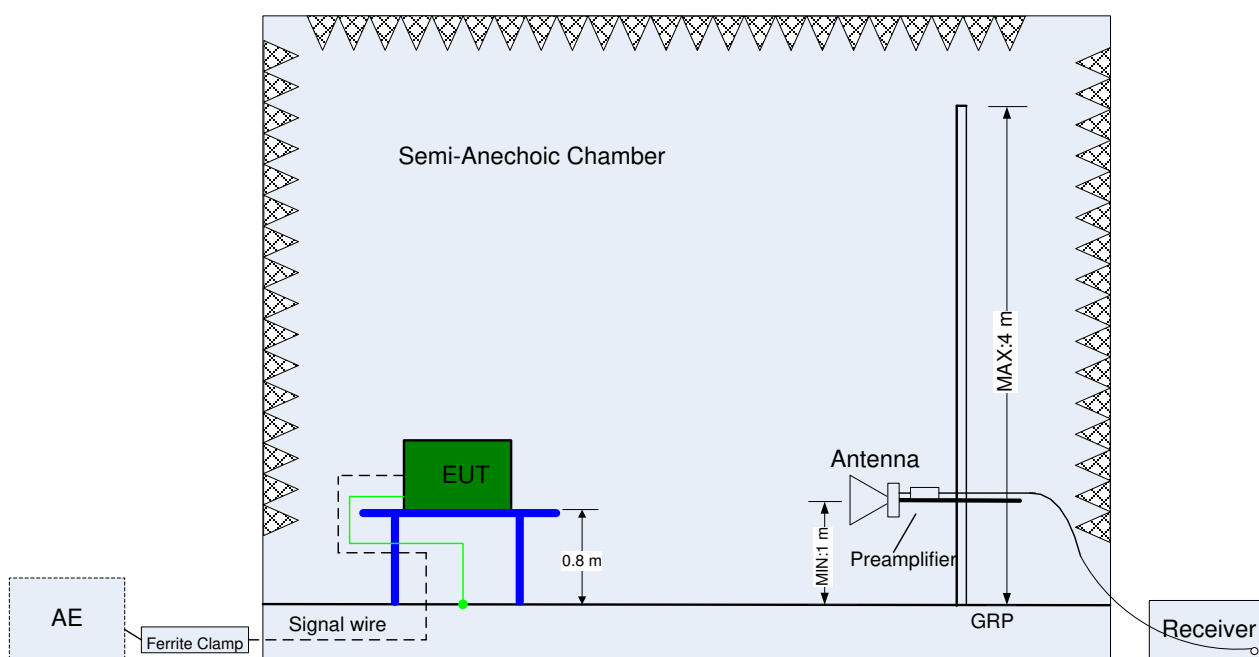 Semi-Anechoic Chamber
MAX:4 m
EUT
Antenna
0.8 m
MIN:1 m
Preamplifier
AE
Ferrite Clamp
Signal wire
GRP
Receiver